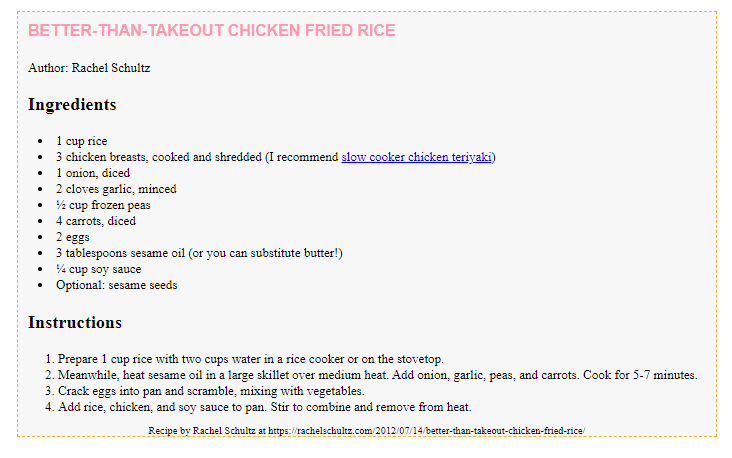 BETTER-THAN-TAKEOUT CHICKEN FRIED RICE
Author: Rachel Schultz
Ingredients
• 1 cup rice
• 3 chicken breasts, cooked and shredded (I recommend slow cooker chicken teriyaki)
• 1 onion, diced
• 2 cloves garlic, minced
• ½ cup frozen peas
• 4 carrots, diced
• 2 eggs
• 3 tablespoons sesame oil (or you can substitute butter!)
• ¼ cup soy sauce
• Optional: sesame seeds
Instructions
1. Prepare 1 cup rice with two cups water in a rice cooker or on the stovetop.
2. Meanwhile, heat sesame oil in a large skillet over medium heat. Add onion, garlic, peas, and carrots. Cook for 5-7 minutes.
3. Crack eggs into pan and scramble, mixing with vegetables.
4. Add rice, chicken, and soy sauce to pan. Stir to combine and remove from heat.
Recipe by Rachel Schultz at https://rachelschultz.com/2012/07/14/better-than-takeout-chicken-fried-rice/